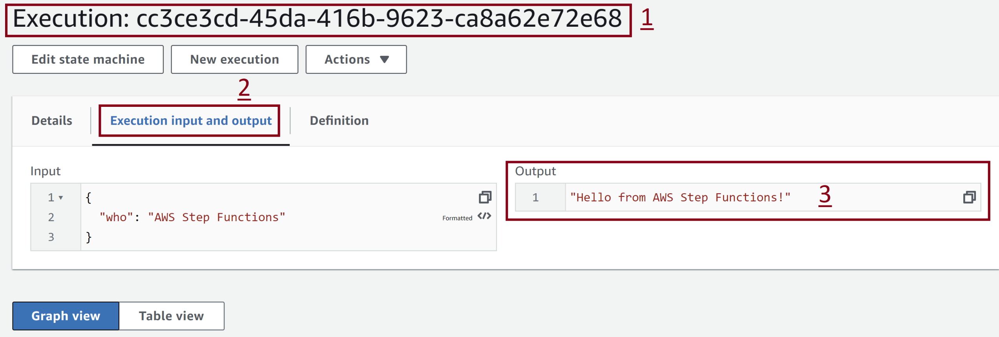 Execution: cc3ce3cd-45da-416b-9623-ca8a62e72e68 1
Edit state machine New execution Actions
2
Details Execution input and output Definition
Input
1 {
2 "who": "AWS Step Functions"
3 }
Formatted </>
Output
1 "Hello from AWS Step Functions!" 3
Graph view Table view